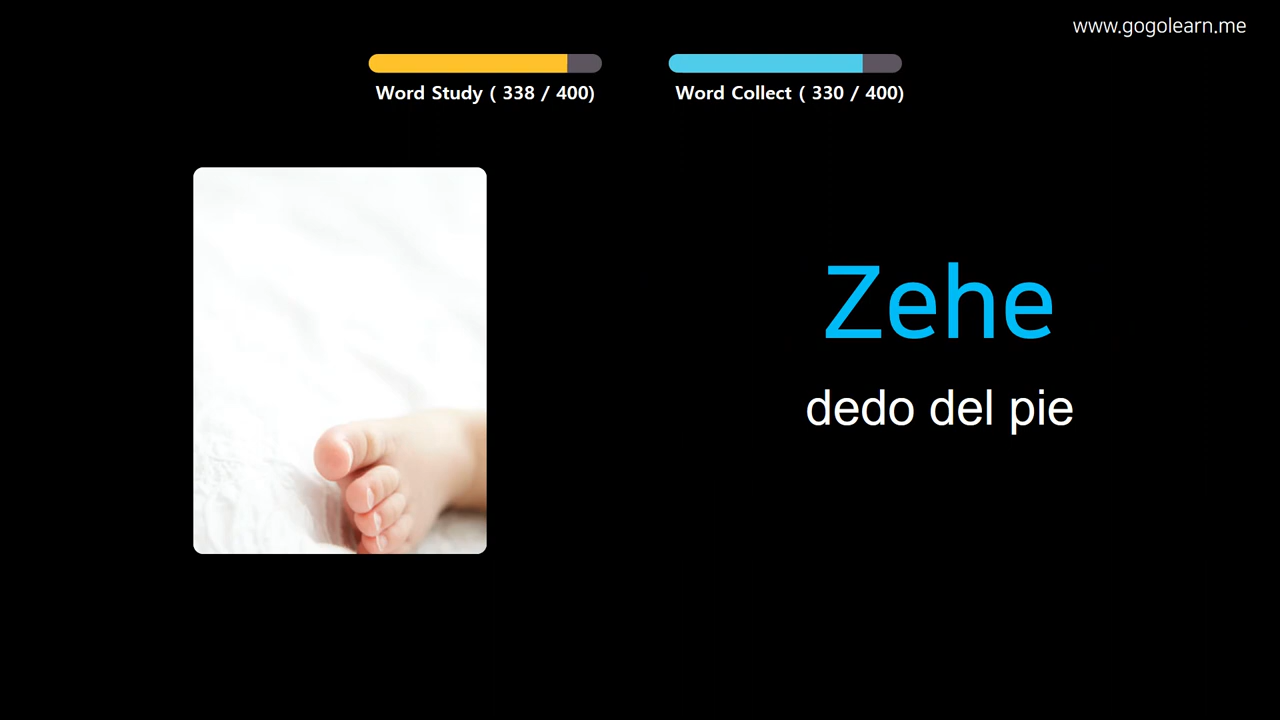 www.gogolearn.me
Word Study ( 338 / 400)
Word Collect ( 330 / 400)
Zehe
dedo del pie